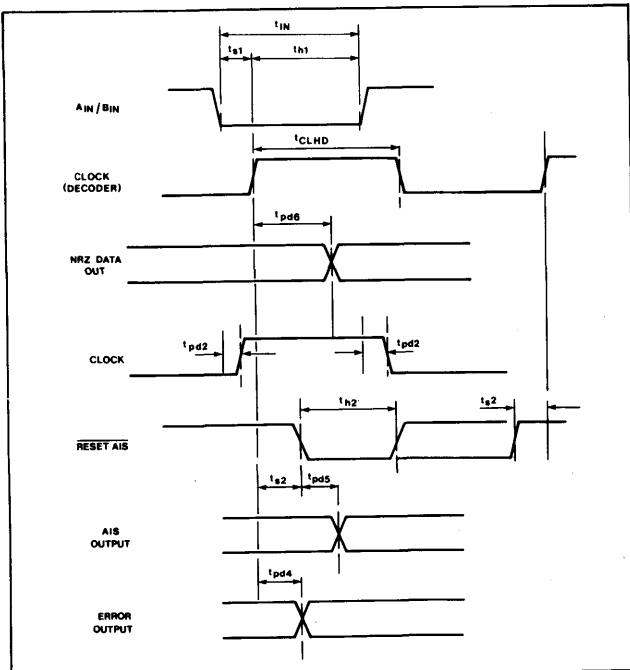 tIN
ts1 th1
AIN/BIN
tCLHD
CLOCK
(DECODER)
tpd6
NRZ DATA
OUT
tpd2 tpd2
CLOCK
th2 ts2
RESET AIS
ts2 tpd5
AIS
OUTPUT
tpd4
ERROR
OUTPUT